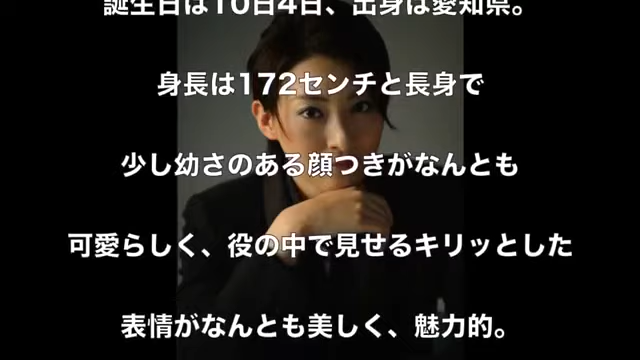 誕生日は10日4日、出身は愛知県。
身長は172センチと長身で
少し幼さのある顔つきがなんとも
可愛らしく、役の中で見せるキリッとした
表情がなんとも美しく、魅力的。